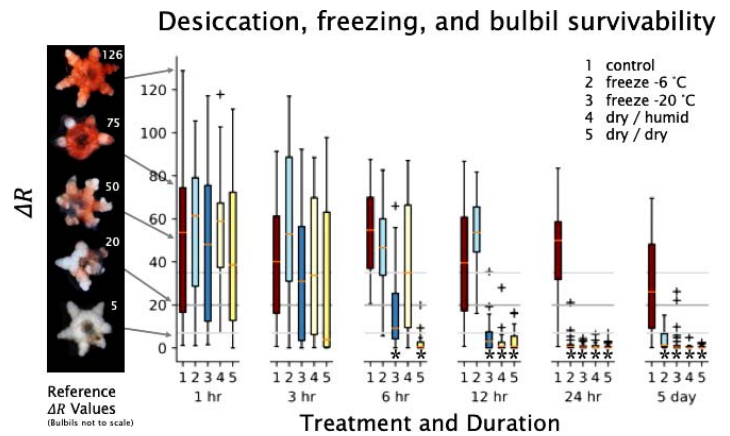 Desiccation, freezing, and bulbil survivability
126
75
50
20
5
ΔR
120
100
80
60
40
20
0
1 control
2 freeze -6 °C
3 freeze -20 °C
4 dry / humid
5 dry / dry
+
+
+
+
+
+
+
+
+
+
* * * * * * * * * * * * *
1 2 3 4 5 1 2 3 4 5 1 2 3 4 5 1 2 3 4 5 1 2 3 4 5 1 2 3 4 5
1 hr 3 hr 6 hr 12 hr 24 hr 5 day
Reference
ΔR Values
(Bulbils not to scale)
Treatment and Duration